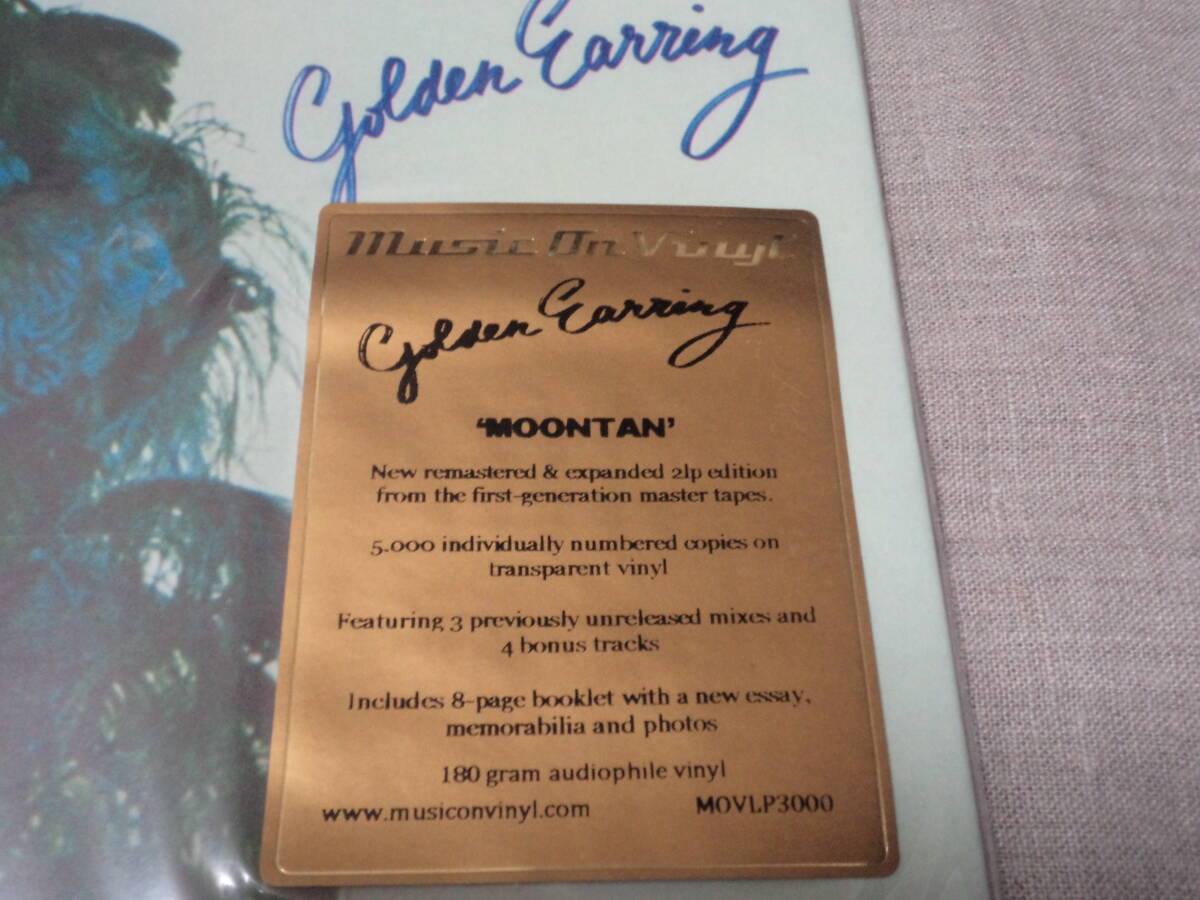 Golden Earring
Music On Vinyl
Golden Earring
‘MOONTAN’
New remastered & expanded 2lp edition
from the first-generation master tapes.
5.000 individually numbered copies on
transparent vinyl
Featuring 3 previously unreleased mixes and
4 bonus tracks
Includes 8-page booklet with a new essay,
memorabilia and photos
180 gram audiophile vinyl
www.musiconvinyl.com MOVLP3000